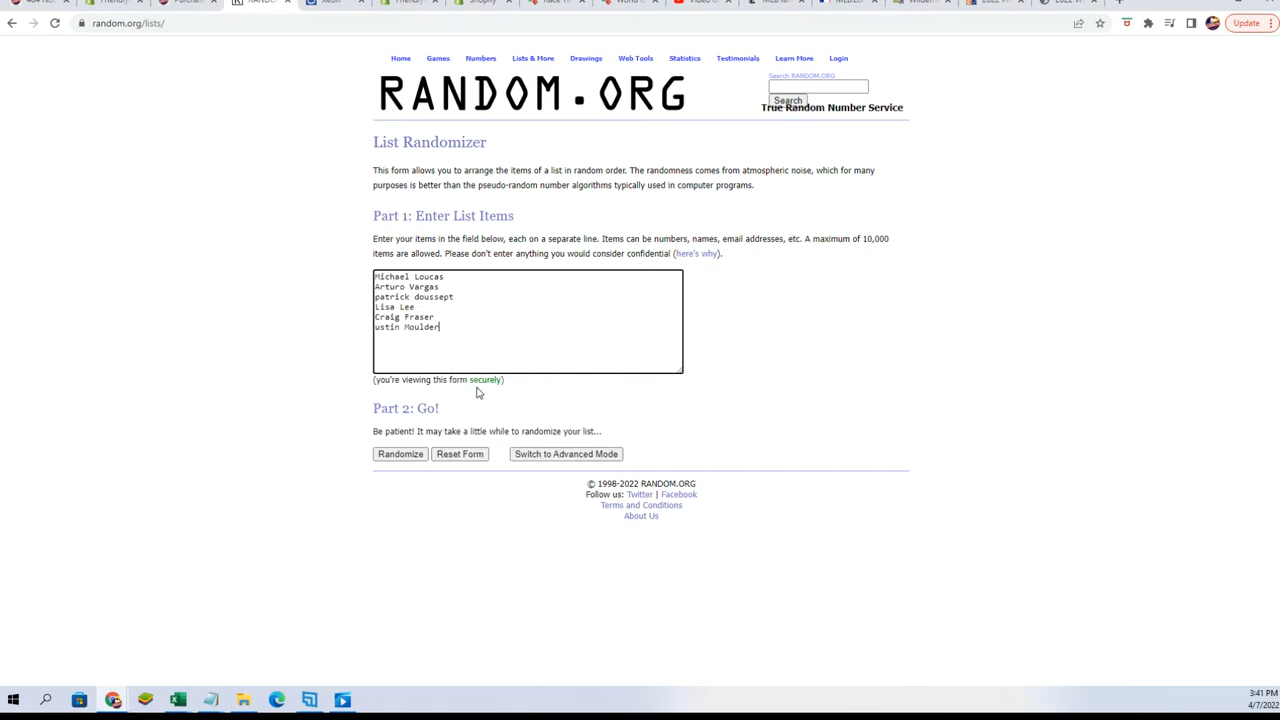 random.org/lists/
Update
Home Games Numbers Lists & More Drawings Web Tools Statistics Testimonials Learn More Login
RANDOM.ORG
Search RANDOM.ORG
Search
True Random Number Service
List Randomizer
This form allows you to arrange the items of a list in random order. The randomness comes from atmospheric noise, which for many
purposes is better than the pseudo-random number algorithms typically used in computer programs.
Part 1: Enter List Items
Enter your items in the field below, each on a separate line. Items can be numbers, names, email addresses, etc. A maximum of 10,000
items are allowed. Please don't enter anything you would consider confidential (here's why).
Michael Loucas
Arturo Vargas
patrick doussept
Lisa Lee
Craig Fraser
ustin Moulder
(you're viewing this form securely)
Part 2: Go!
Be patient! It may take a little while to randomize your list...
Randomize Reset Form Switch to Advanced Mode
© 1998-2022 RANDOM.ORG
Follow us: Twitter | Facebook
Terms and Conditions
About Us
3:41 PM
4/7/2022